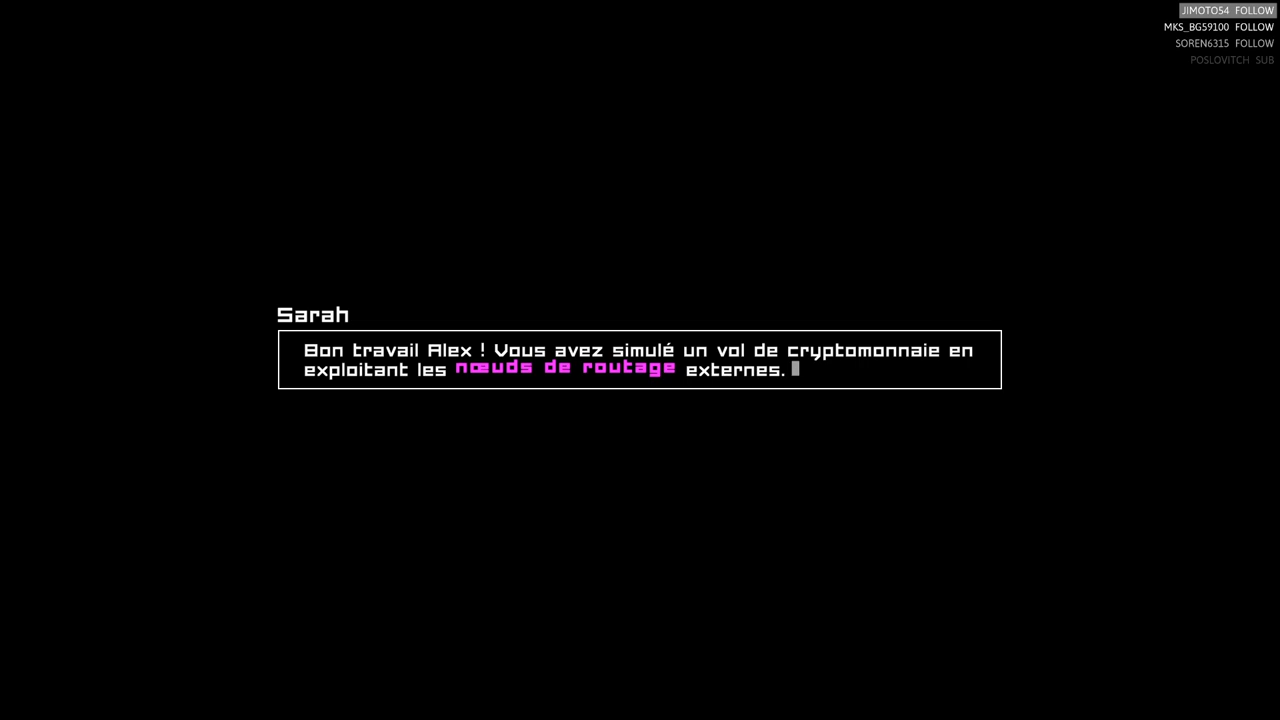 JIMOTO54 FOLLOW
MKS_BG59100 FOLLOW
SOREN6315 FOLLOW
POSLOVITCH SUB
Sarah
Bon travail Alex ! Vous avez simulé un vol de cryptomonnaie en
exploitant les nœuds de routage externes.